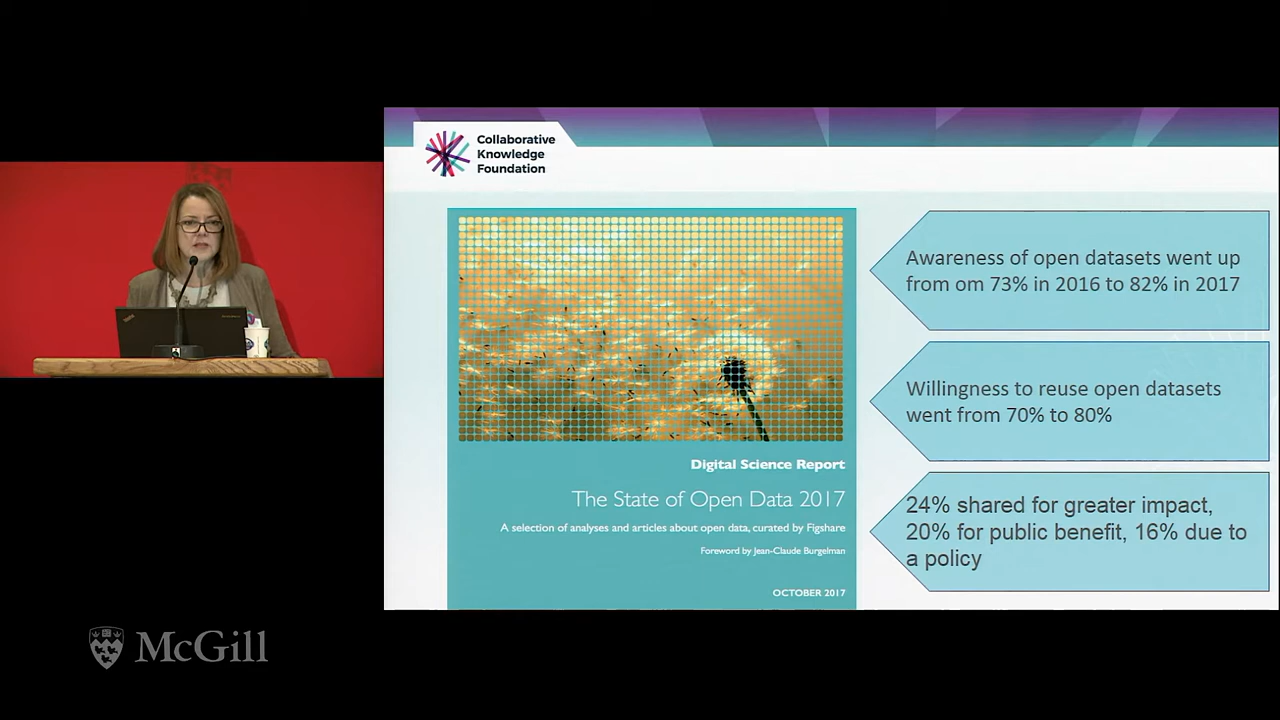 Collaborative
Knowledge
Foundation
Digital Science Report
The State of Open Data 2017
A selection of analyses and articles about open data, curated by Figshare
Foreword by Jean-Claude Burgelman
OCTOBER 2017
Awareness of open datasets went up
from om 73% in 2016 to 82% in 2017
Willingness to reuse open datasets
went from 70% to 80%
24% shared for greater impact,
20% for public benefit, 16% due to
a policy
McGill